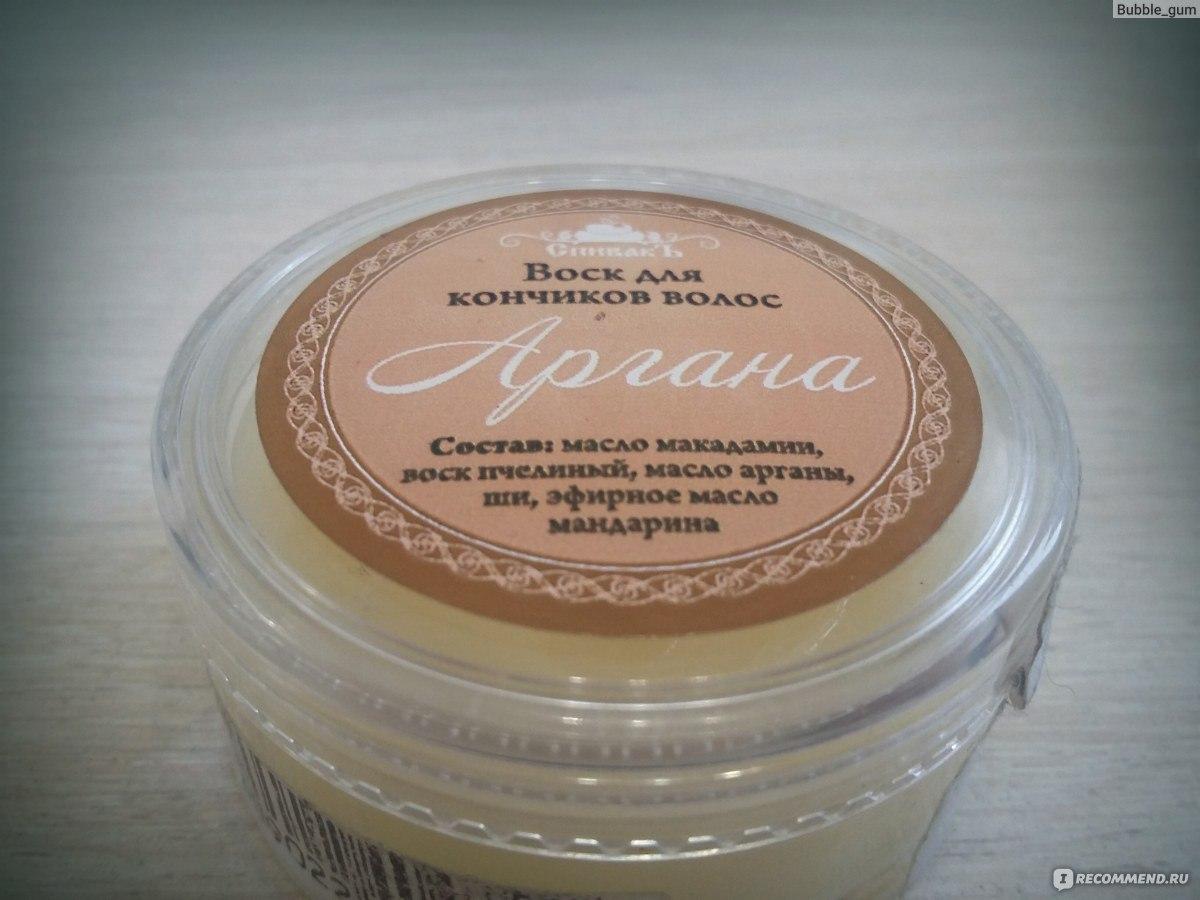 Bubble_gum
СпивакЪ
Воск для
кончиков волос
Аргана
Состав: масло макадамии,
воск пчелиный, масло арганы,
ши, эфирное масло
мандарина
IRECOMMEND.RU